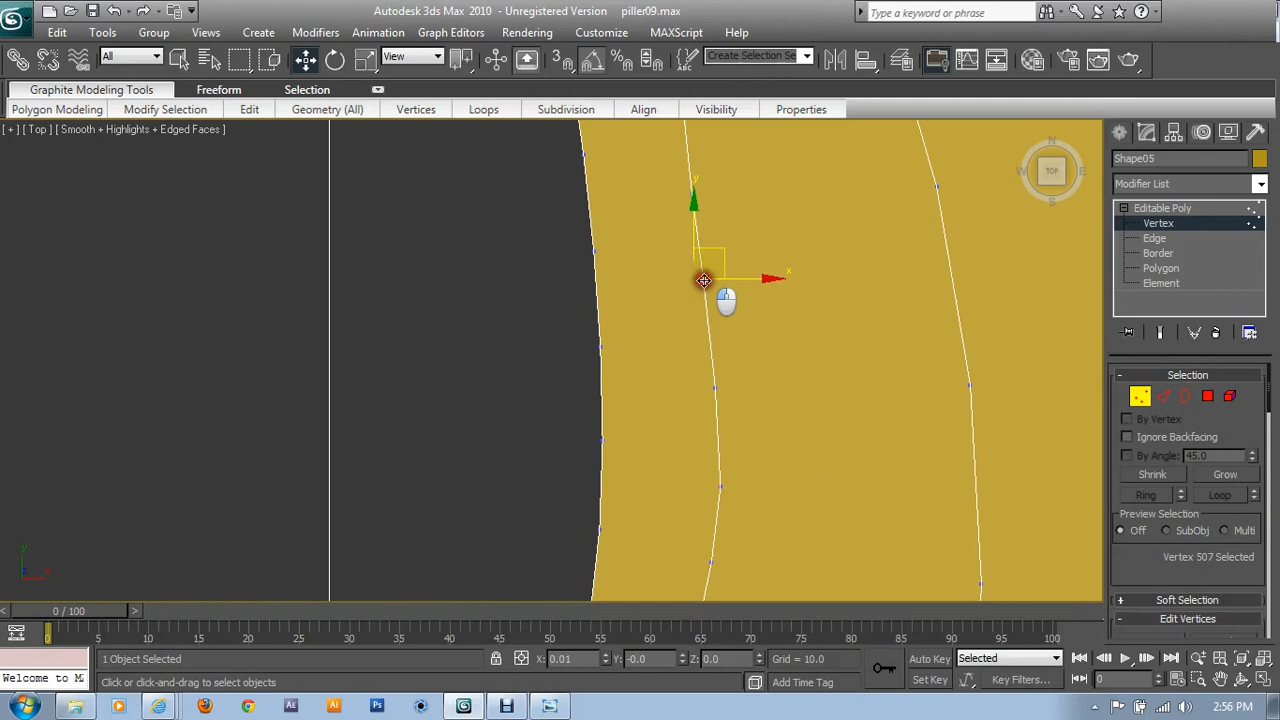 Autodesk 3ds Max 2010 - Unregistered Version piller09.max
Type a keyword or phrase
Edit Tools Group Views Create Modifiers Animation Graph Editors Rendering Customize MAXScript Help
All View 3 Create Selection Se
Graphite Modeling Tools Freeform Selection
Polygon Modeling Modify Selection Edit Geometry (All) Vertices Loops Subdivision Align Visibility Properties
[ + ] [ Top ] [ Smooth + Highlights + Edged Faces ]
N
W TOP E
S
y
x
y
x
Shape05
Modifier List
Editable Poly
Vertex
Edge
Border
Polygon
Element
- Selection
By Vertex
Ignore Backfacing
By Angle: 45.0
Shrink Grow
Ring Loop
Preview Selection
Off SubObj Multi
Vertex 507 Selected
+ Soft Selection
- Edit Vertices
< 0 / 100 >
0 5 10 15 20 25 30 35 40 45 50 55 60 65 70 75 80 85 90 95 100
1 Object Selected X: 0.01 Y: -0.0 Z: 0.0 Grid = 10.0 Auto Key Selected
Welcome to M Click or click-and-drag to select objects Add Time Tag Set Key Key Filters... 0
Ae Ai Ps
2:56 PM